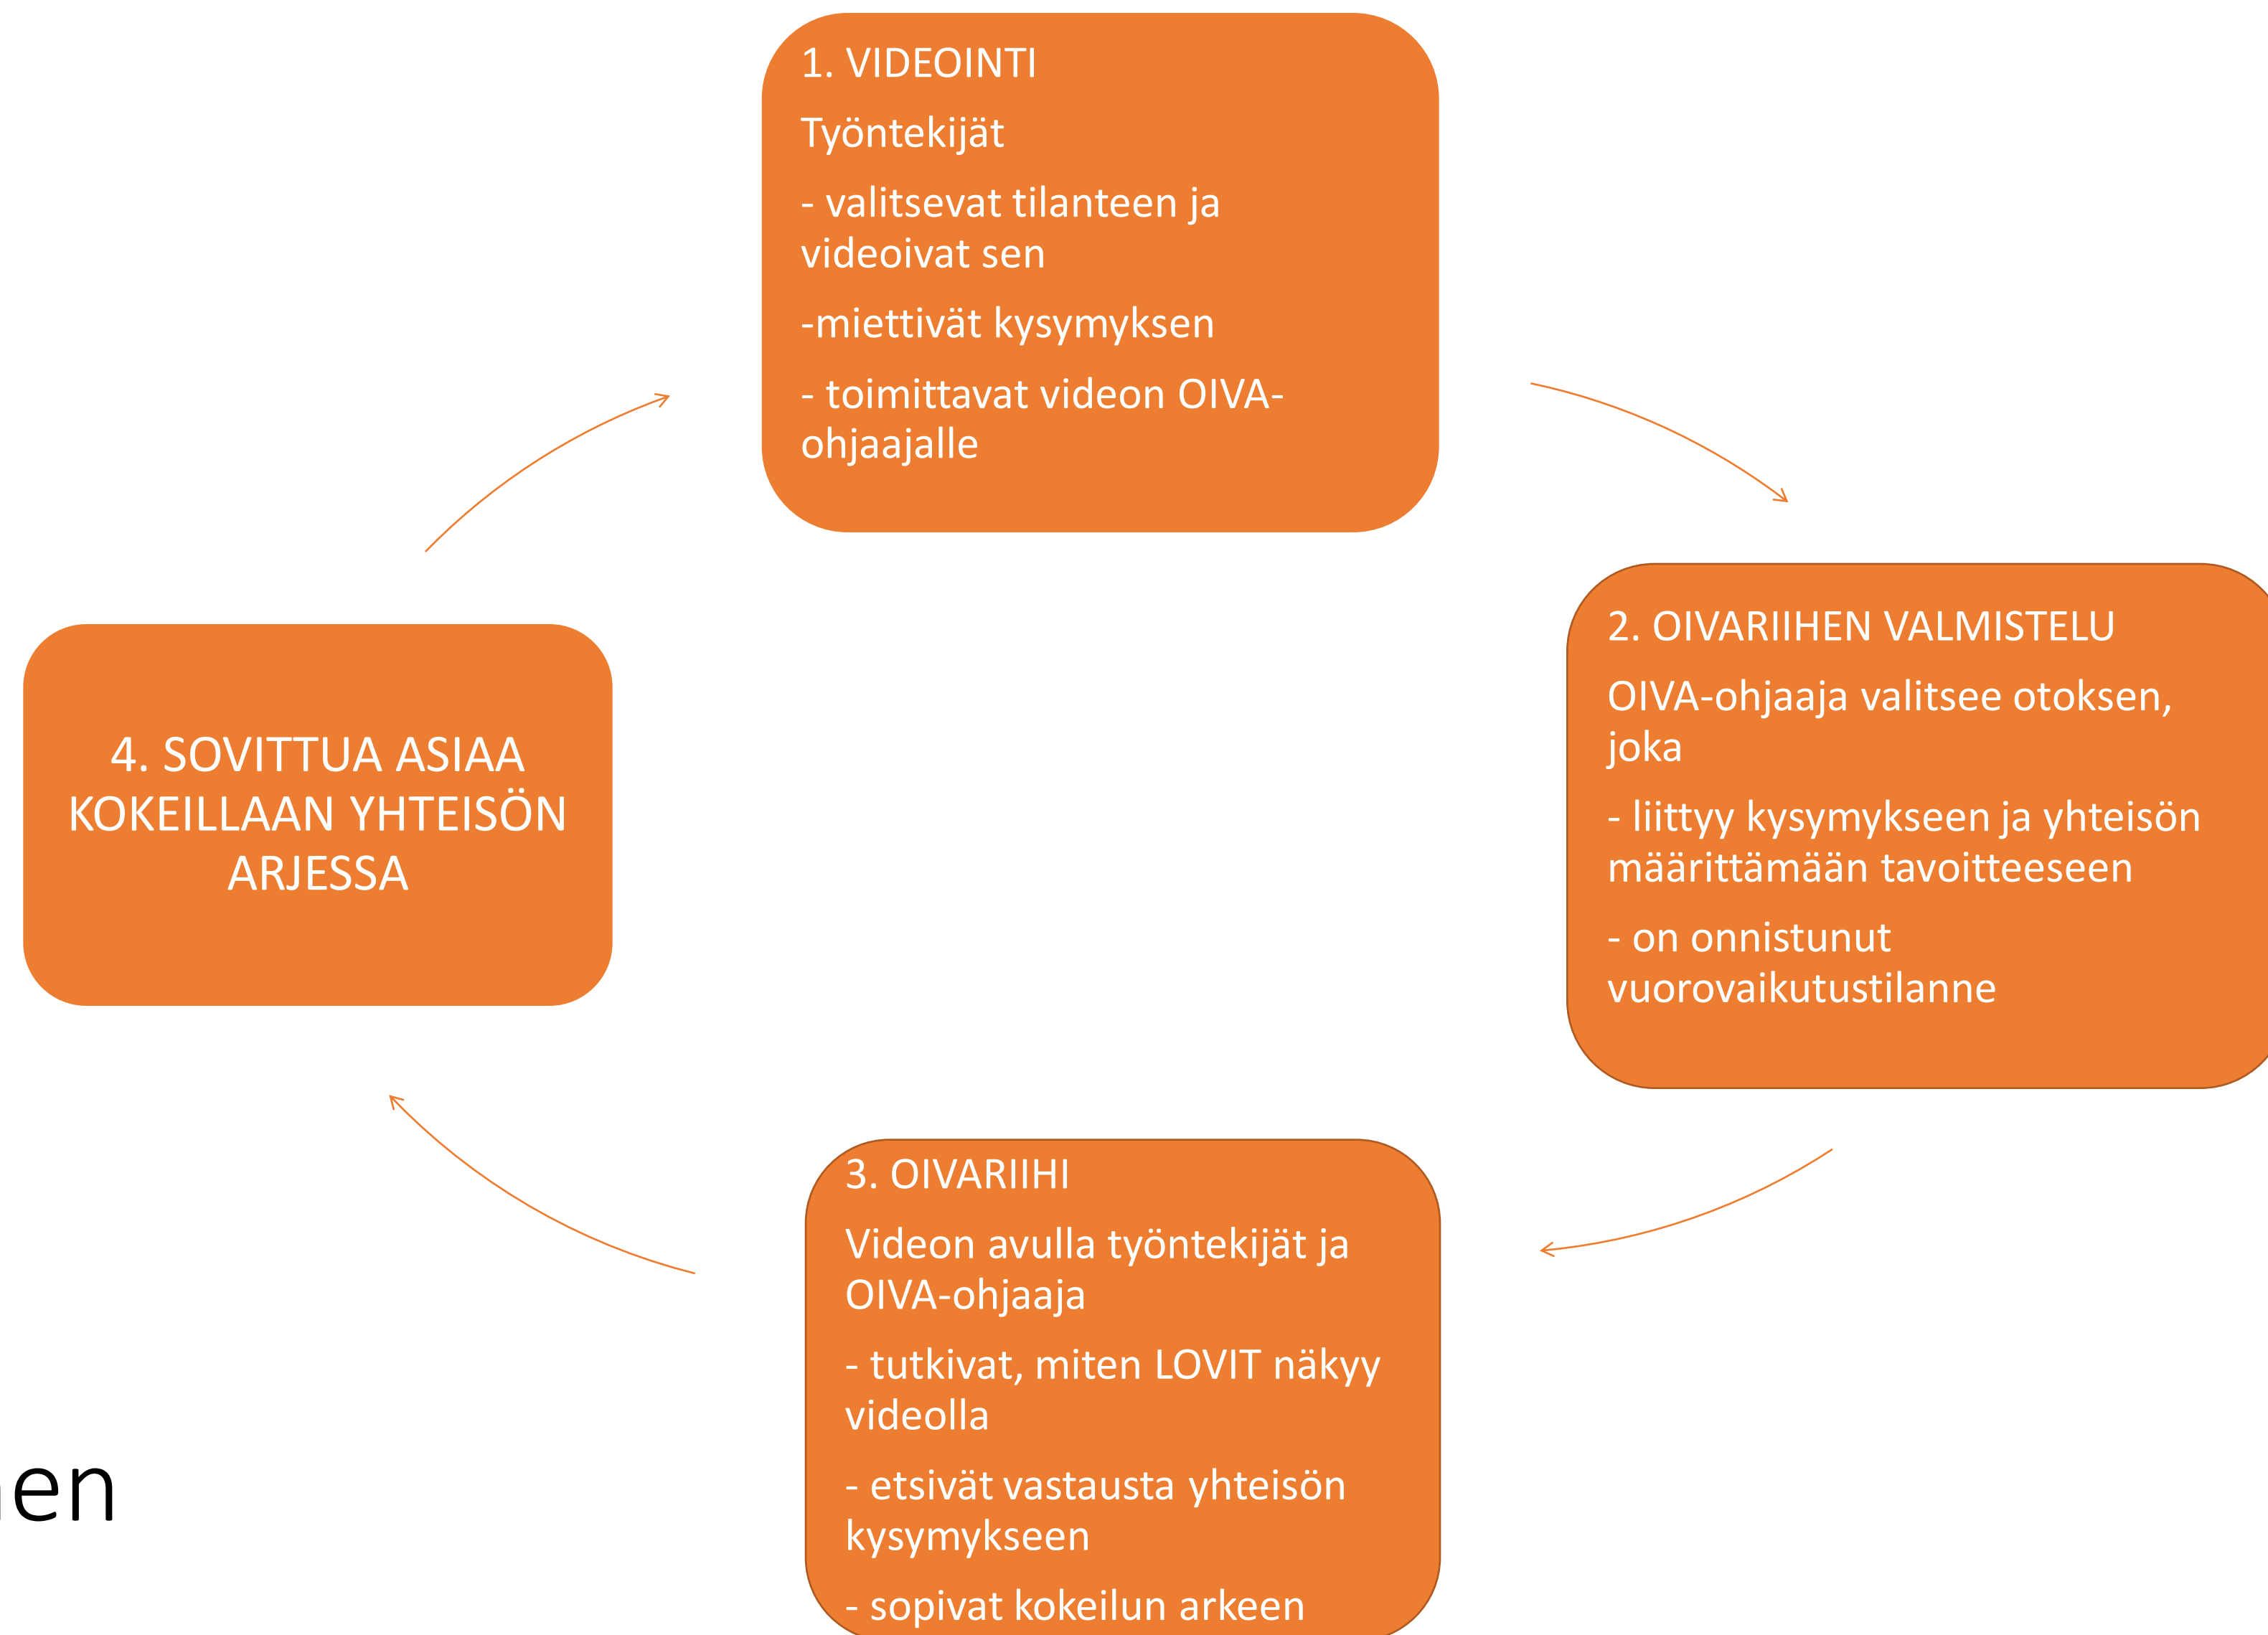 1. VIDEOINTI
Työntekijät
- valitsevat tilanteen ja
videoivat sen
-miettivät kysymyksen
- toimittavat videon OIVA-
ohjaajalle
2. OIVARIIHEN VALMISTELU
OIVA-ohjaaja valitsee otoksen,
joka
- liittyy kysymykseen ja yhteisön
määrittämään tavoitteeseen
- on onnistunut
vuorovaikutustilanne
3. OIVARIIHI
Videon avulla työntekijät ja
OIVA-ohjaaja
- tutkivat, miten LOVIT näkyy
videolla
- etsivät vastausta yhteisön
kysymykseen
- sopivat kokeilun arkeen
4. SOVITTUA ASIAA
KOKEILLAAN YHTEISÖN
ARJESSA